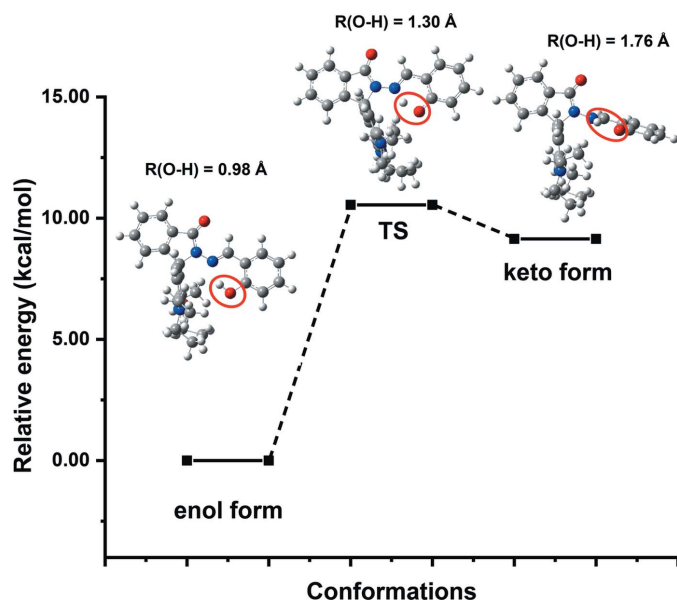 R(O-H) = 1.30 Å
R(O-H) = 1.76 Å
R(O-H) = 0.98 Å
15.00
10.00
5.00
0.00
Relative energy (kcal/mol)
TS
keto form
enol form
Conformations